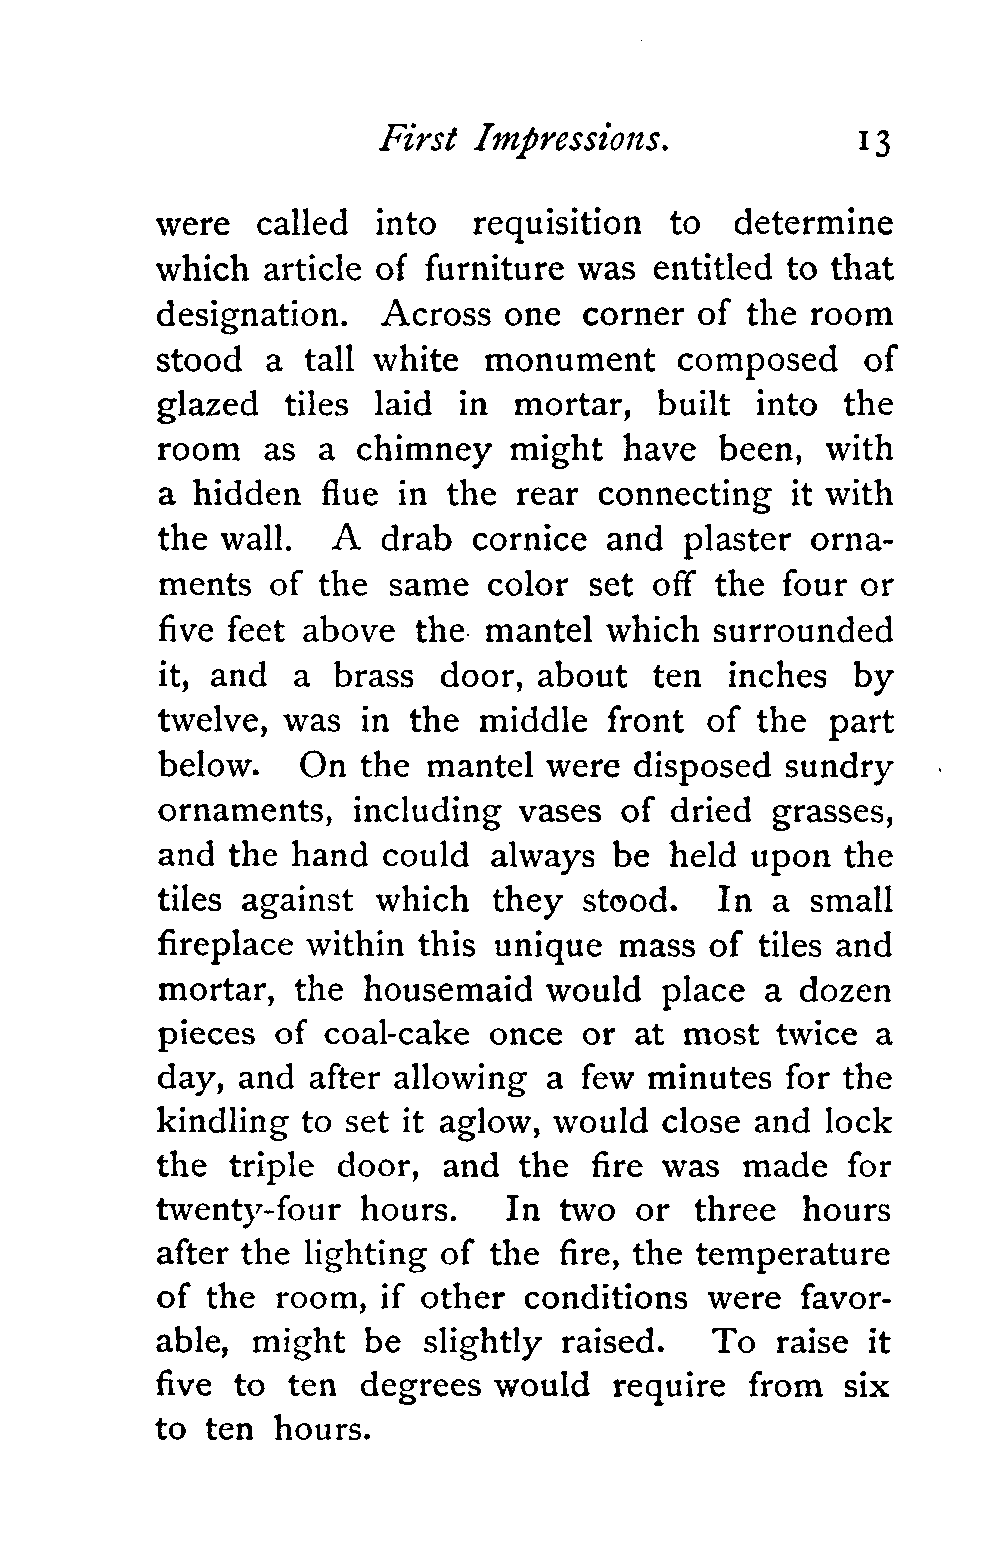 First Impressions. 13
were called into requisition to determine
which article of furniture was entitled to that
designation. Across one corner of the room
stood a tall white monument composed of
glazed tiles laid in mortar, built into the
room as a chimney might have been, with
a hidden flue in the rear connecting it with
the wall. A drab cornice and plaster orna-
ments of the same color set off the four or
five feet above the mantel which surrounded
it, and a brass door, about ten inches by
twelve, was in the middle front of the part
below. On the mantel were disposed sundry
ornaments, including vases of dried grasses,
and the hand could always be held upon the
tiles against which they stood. In a small
fireplace within this unique mass of tiles and
mortar, the housemaid would place a dozen
pieces of coal-cake once or at most twice a
day, and after allowing a few minutes for the
kindling to set it aglow, would close and lock
the triple door, and the fire was made for
twenty-four hours. In two or three hours
after the lighting of the fire, the temperature
of the room, if other conditions were favor-
able, might be slightly raised. To raise it
five to ten degrees would require from six
to ten hours.